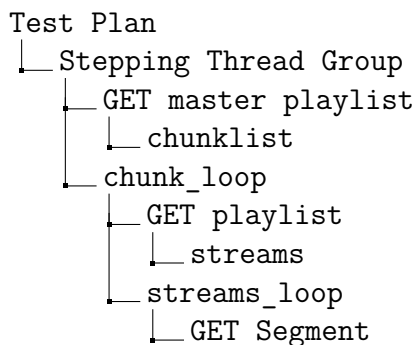 Test Plan
Stepping Thread Group
GET master playlist
chunklist
chunk_loop
GET playlist
streams
streams_loop
GET Segment